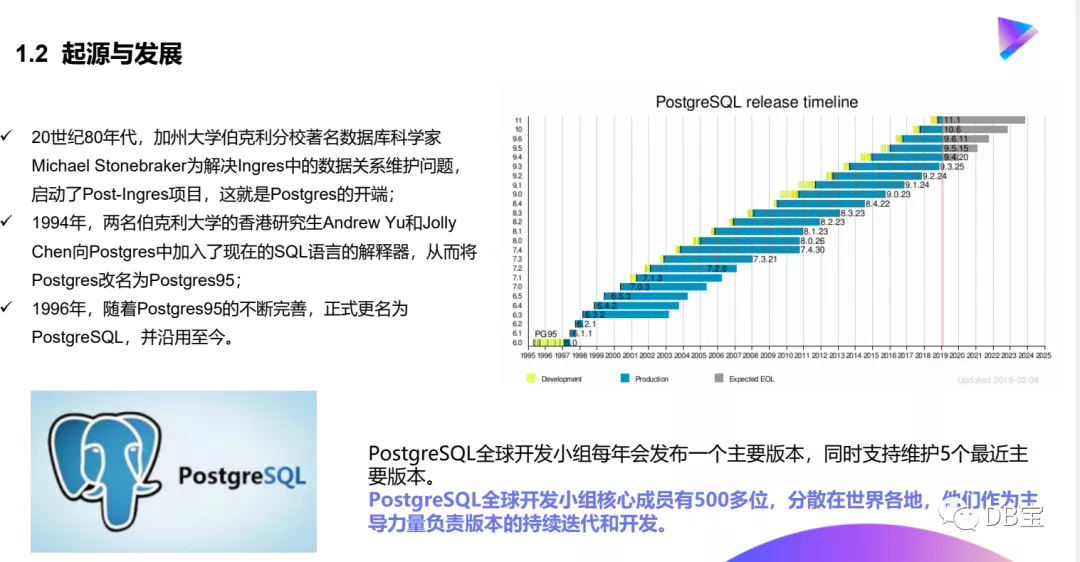 1.2 起源与发展
✓ 20世纪80年代，加州大学伯克利分校著名数据库科学家
Michael Stonebraker为解决Ingres中的数据关系维护问题，
启动了Post-Ingres项目，这就是Postgres的开端；
✓ 1994年，两名伯克利大学的香港研究生Andrew Yu和Jolly
Chen向Postgres中加入了现在的SQL语言的解释器，从而将
Postgres改名为Postgres95；
✓ 1996年，随着Postgres95的不断完善，正式更名为
PostgreSQL，并沿用至今。
PostgreSQL release timeline
11 11.1
10 10.6
9.6 9.6.11
9.5 9.5.15
9.4 9.4.20
9.3 9.3.25
9.2 9.2.24
9.1 9.1.24
9.0 9.0.23
8.4 8.4.22
8.3 8.3.23
8.2 8.2.23
8.1 8.1.23
8.0 8.0.26
7.4 7.4.30
7.3 7.3.21
7.2 7.2.8
7.1 7.1.3
7.0 7.0.3
6.5 6.5.3
6.4 6.4.2
6.3 6.3.2
6.2 6.2.1
6.1 6.1.1
PG95
6.0 6.0
1995 1996 1997 1998 1999 2000 2001 2002 2003 2004 2005 2006 2007 2008 2009 2010 2011 2012 2013 2014 2015 2016 2017 2018 2019 2020 2021 2022 2023 2024 2025
Development Production Expected EOL
Updated 2019-02-04
PostgreSQL
PostgreSQL全球开发小组每年会发布一个主要版本，同时支持维护5个最近主
要版本。
PostgreSQL全球开发小组核心成员有500多位，分散在世界各地，他们作为主
导力量负责版本的持续迭代和开发。
DB宝